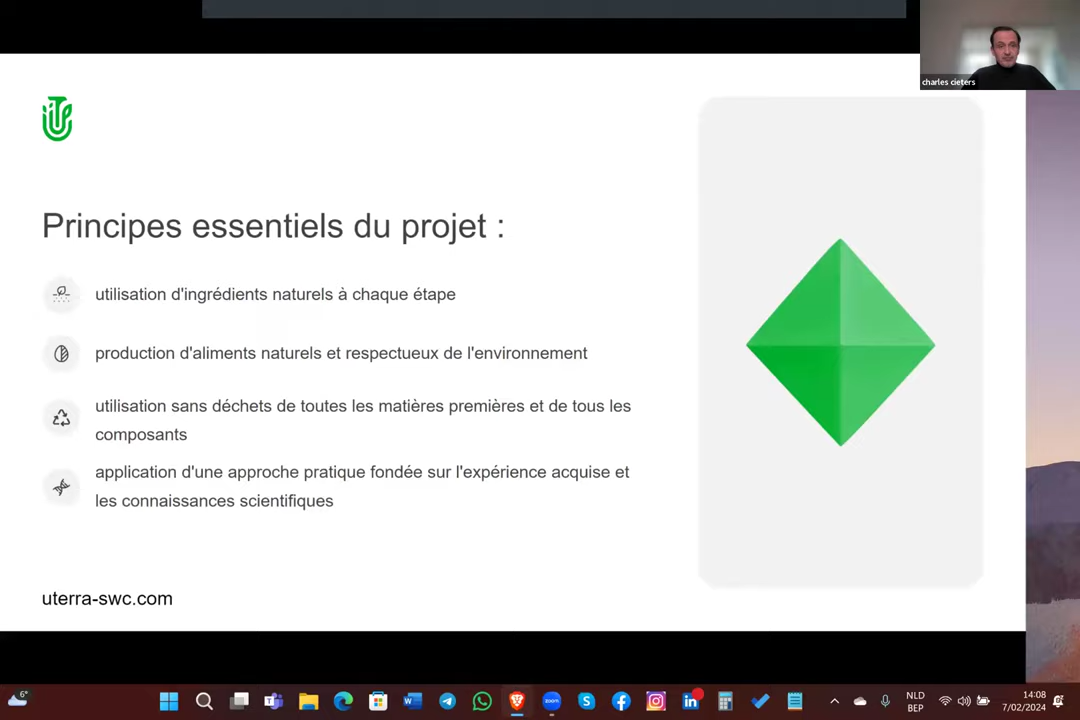 charles cieters
Principes essentiels du projet :
utilisation d'ingrédients naturels à chaque étape
production d'aliments naturels et respectueux de l'environnement
utilisation sans déchets de toutes les matières premières et de tous les
composants
application d'une approche pratique fondée sur l'expérience acquise et
les connaissances scientifiques
uterra-swc.com
6°
zoom
NLD
BEP
14:08
7/02/2024